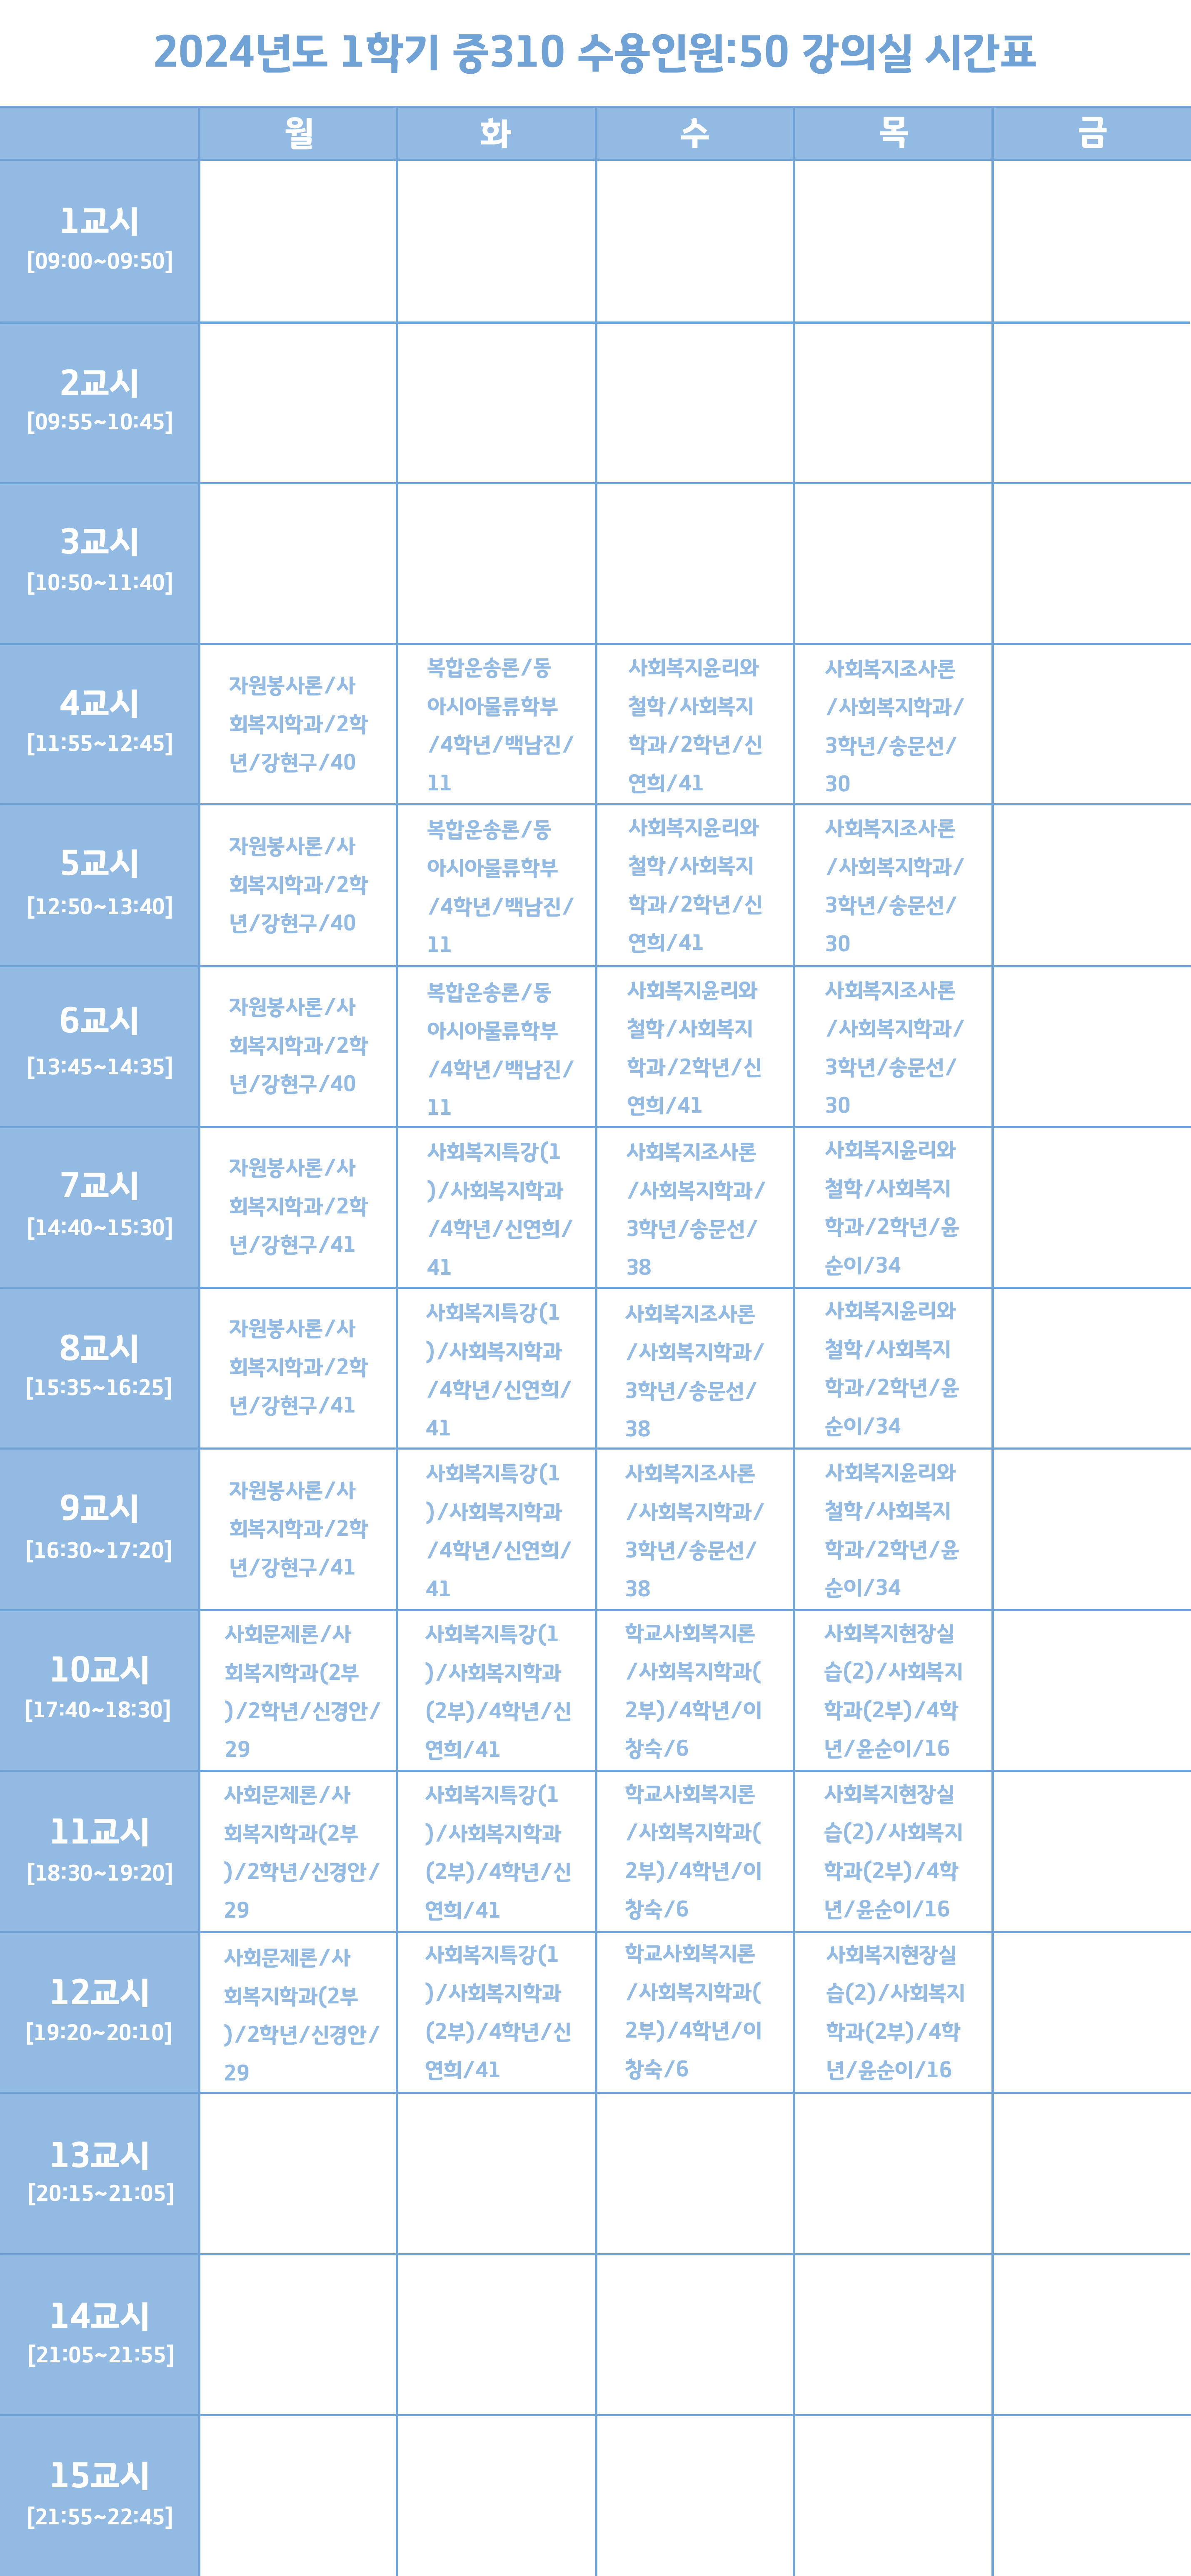 2024년도 1학기 중310 수용인원:50 강의실 시간표
월 화 수 목 금
1교시
[09:00~09:50]
2교시
[09:55~10:45]
3교시
[10:50~11:40]
4교시
[11:55~12:45]
자원봉사론/사
회복지학과/2학
년/강현구/40
복합운송론/동
아시아물류학부
/4학년/백남진/
11
사회복지윤리와
철학/사회복지
학과/2학년/신
연희/41
사회복지조사론
/사회복지학과/
3학년/송문선/
30
5교시
[12:50~13:40]
자원봉사론/사
회복지학과/2학
년/강현구/40
복합운송론/동
아시아물류학부
/4학년/백남진/
11
사회복지윤리와
철학/사회복지
학과/2학년/신
연희/41
사회복지조사론
/사회복지학과/
3학년/송문선/
30
6교시
[13:45~14:35]
자원봉사론/사
회복지학과/2학
년/강현구/40
복합운송론/동
아시아물류학부
/4학년/백남진/
11
사회복지윤리와
철학/사회복지
학과/2학년/신
연희/41
사회복지조사론
/사회복지학과/
3학년/송문선/
30
7교시
[14:40~15:30]
자원봉사론/사
회복지학과/2학
년/강현구/41
사회복지특강(1
)/사회복지학과
/4학년/신연희/
41
사회복지조사론
/사회복지학과/
3학년/송문선/
38
사회복지윤리와
철학/사회복지
학과/2학년/윤
순이/34
8교시
[15:35~16:25]
자원봉사론/사
회복지학과/2학
년/강현구/41
사회복지특강(1
)/사회복지학과
/4학년/신연희/
41
사회복지조사론
/사회복지학과/
3학년/송문선/
38
사회복지윤리와
철학/사회복지
학과/2학년/윤
순이/34
9교시
[16:30~17:20]
자원봉사론/사
회복지학과/2학
년/강현구/41
사회복지특강(1
)/사회복지학과
/4학년/신연희/
41
사회복지조사론
/사회복지학과/
3학년/송문선/
38
사회복지윤리와
철학/사회복지
학과/2학년/윤
순이/34
10교시
[17:40~18:30]
사회문제론/사
회복지학과(2부
)/2학년/신경안/
29
사회복지특강(1
)/사회복지학과
(2부)/4학년/신
연희/41
학교사회복지론
/사회복지학과(
2부)/4학년/이
창숙/6
사회복지현장실
습(2)/사회복지
학과(2부)/4학
년/윤순이/16
11교시
[18:30~19:20]
사회문제론/사
회복지학과(2부
)/2학년/신경안/
29
사회복지특강(1
)/사회복지학과
(2부)/4학년/신
연희/41
학교사회복지론
/사회복지학과(
2부)/4학년/이
창숙/6
사회복지현장실
습(2)/사회복지
학과(2부)/4학
년/윤순이/16
12교시
[19:20~20:10]
사회문제론/사
회복지학과(2부
)/2학년/신경안/
29
사회복지특강(1
)/사회복지학과
(2부)/4학년/신
연희/41
학교사회복지론
/사회복지학과(
2부)/4학년/이
창숙/6
사회복지현장실
습(2)/사회복지
학과(2부)/4학
년/윤순이/16
13교시
[20:15~21:05]
14교시
[21:05~21:55]
15교시
[21:55~22:45]